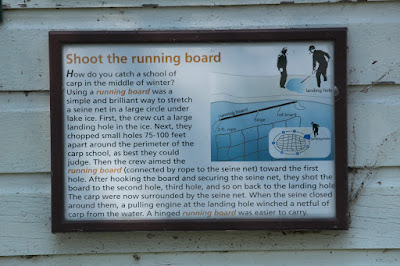 Shoot the running board
How do you catch a school of
carp in the middle of winter?
Using a running board was a
simple and brilliant way to stretch
a seine net in a large circle under
lake ice. First, the crew cut a large
landing hole in the ice. Next, they
chopped small holes 75-100 feet
apart around the perimeter of the
carp school, as best they could
judge. Then the crew aimed the
running board (connected by rope to the seine net) toward the first
hole. After hooking the board and securing the seine net, they shot the
board to the second hole, third hole, and so on back to the landing hole.
The carp were now surrounded by the seine net. When the seine closed
around them, a pulling engine at the landing hole winched a netful of
carp from the water. A hinged running board was easier to carry.
landing hole
running board
hinge